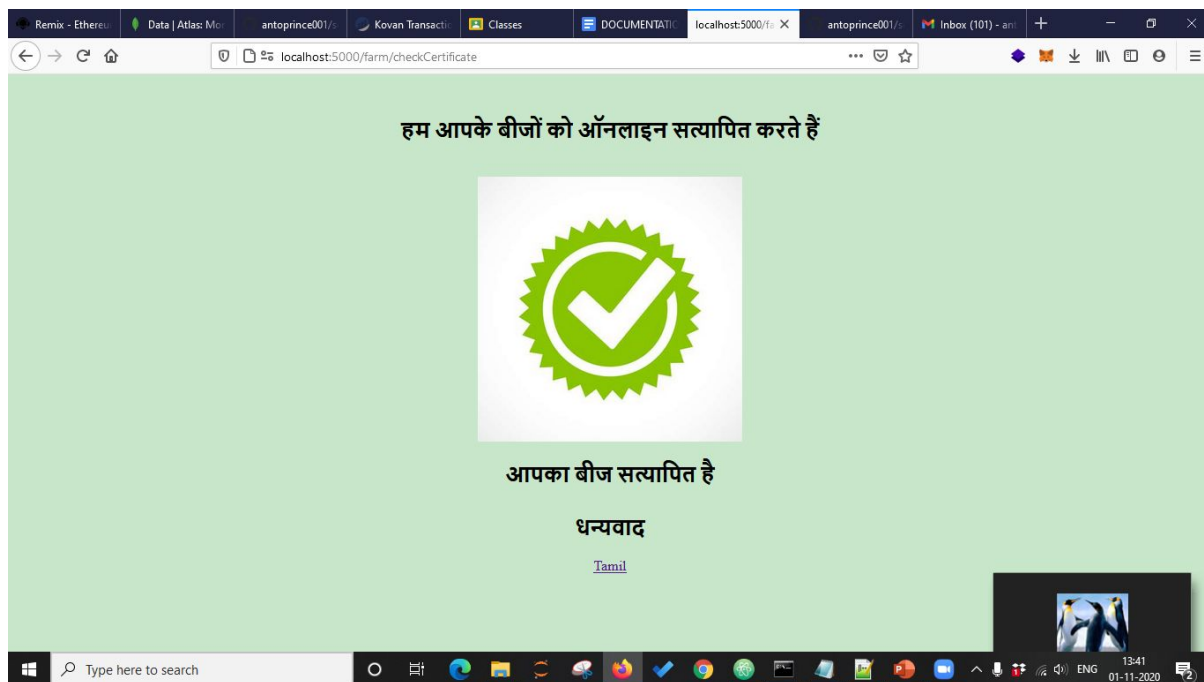 Remix - Ethereu
Data | Atlas: Mor
antoprince001/s
Kovan Transactio
Classes
DOCUMENTATIO
localhost:5000/fa
antoprince001/s
Inbox (101) - ant
localhost:5000/farm/checkCertificate
हम आपके बीजों को ऑनलाइन सत्यापित करते हैं
आपका बीज सत्यापित है
धन्यवाद
Tamil
Type here to search
ENG
13:41
01-11-2020